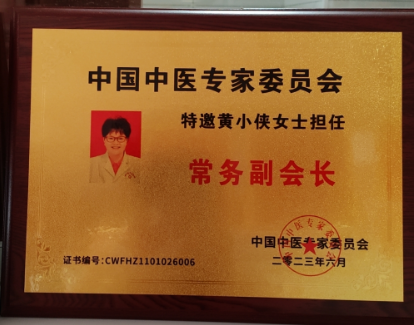 中国中医专家委员会
特邀黄小侠女士担任
常务副会长
中国中医专家委员会
二〇二三年六月
证书编号:CWFHZ1101026006